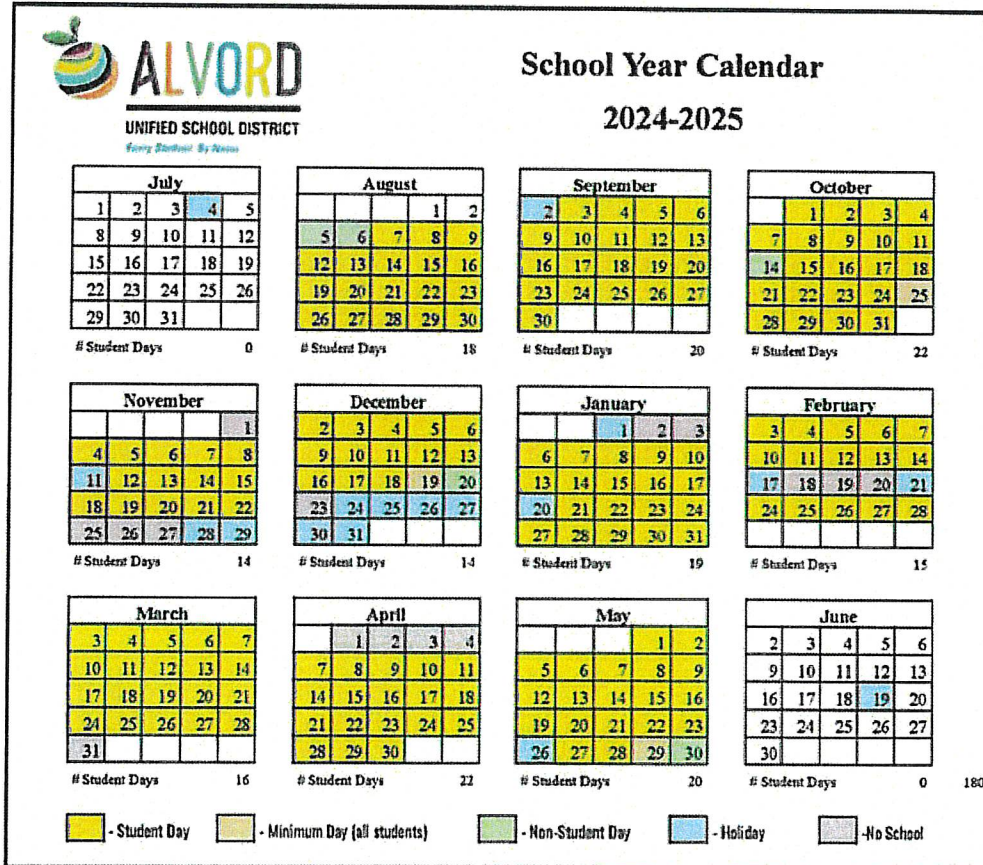 ALVORD
UNIFIED SCHOOL DISTRICT
Every Student By Name
School Year Calendar
2024-2025
July
1 2 3 4 5
8 9 10 11 12
15 16 17 18 19
22 23 24 25 26
29 30 31
# Student Days 0
August
1 2
5 6 7 8 9
12 13 14 15 16
19 20 21 22 23
26 27 28 29 30
# Student Days 18
September
2 3 4 5 6
9 10 11 12 13
16 17 18 19 20
23 24 25 26 27
30
# Student Days 20
October
1 2 3 4
7 8 9 10 11
14 15 16 17 18
21 22 23 24 25
28 29 30 31
# Student Days 22
November
1
4 5 6 7 8
11 12 13 14 15
18 19 20 21 22
25 26 27 28 29
# Student Days 14
December
2 3 4 5 6
9 10 11 12 13
16 17 18 19 20
23 24 25 26 27
30 31
# Student Days 14
January
1 2 3
6 7 8 9 10
13 14 15 16 17
20 21 22 23 24
27 28 29 30 31
# Student Days 19
February
3 4 5 6 7
10 11 12 13 14
17 18 19 20 21
24 25 26 27 28
# Student Days 15
March
3 4 5 6 7
10 11 12 13 14
17 18 19 20 21
24 25 26 27 28
31
# Student Days 16
April
1 2 3 4
7 8 9 10 11
14 15 16 17 18
21 22 23 24 25
28 29 30
# Student Days 22
May
1 2
5 6 7 8 9
12 13 14 15 16
19 20 21 22 23
26 27 28 29 30
# Student Days 20
June
2 3 4 5 6
9 10 11 12 13
16 17 18 19 20
23 24 25 26 27
30
# Student Days 0 180
- Student Day
- Minimum Day (all students)
- Non-Student Day
- Holiday
-No School